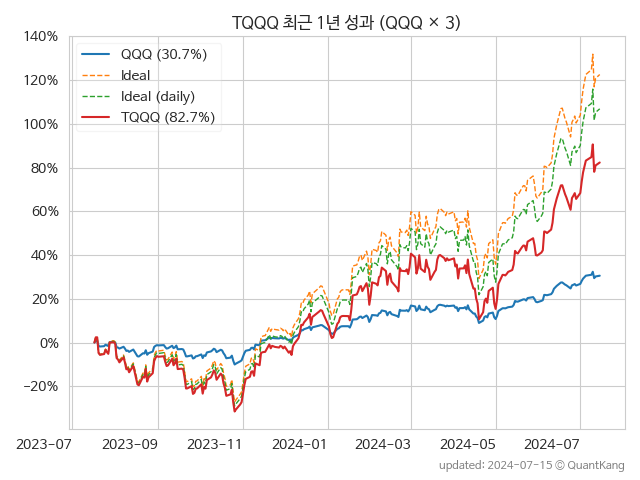 TQQQ 최근 1년 성과 (QQQ × 3)
140%
120%
100%
80%
60%
40%
20%
0%
−20%
QQQ (30.7%)
Ideal
Ideal (daily)
TQQQ (82.7%)
2023-07 2023-09 2023-11 2024-01 2024-03 2024-05 2024-07
updated: 2024-07-15 © QuantKang